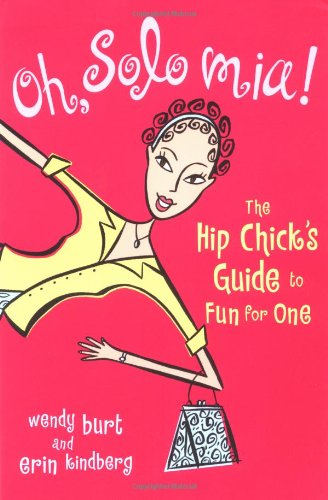 Oh, Solo mia!
The
Hip Chick's
Guide to
Fun for One
wendy burt
and
erin kindberg